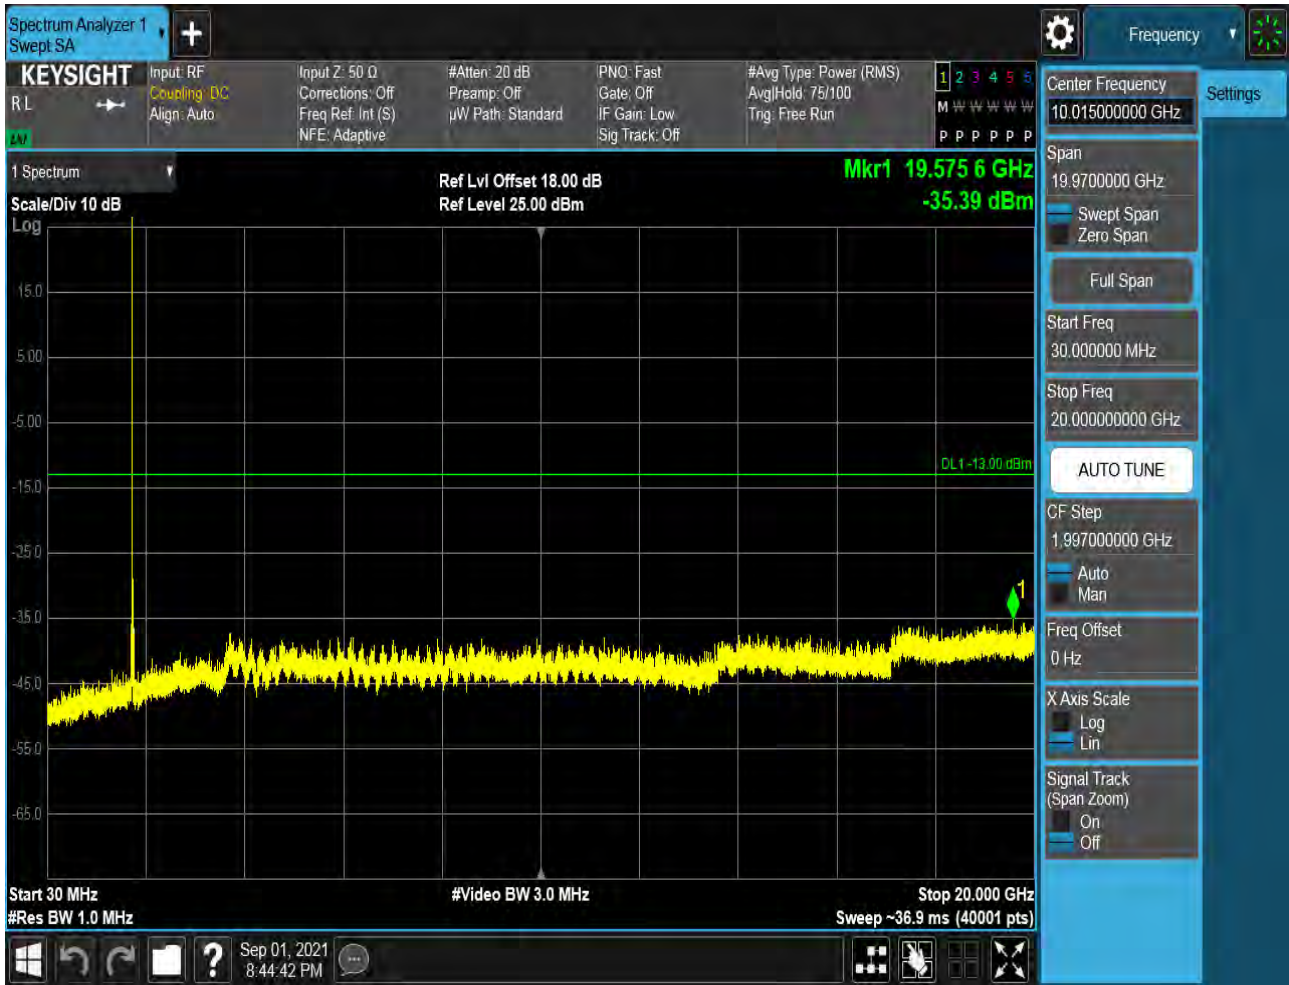 Spectrum Analyzer 1
Swept SA
Frequency
KEYSIGHT
R L
LXI
Input: RF
Coupling: DC
Align: Auto
Input Z: 50 Ω
Corrections: Off
Freq Ref: Int (S)
NFE: Adaptive
#Atten: 20 dB
Preamp: Off
µW Path: Standard
PNO: Fast
Gate: Off
IF Gain: Low
Sig Track: Off
#Avg Type: Power (RMS)
Avg|Hold: 75/100
Trig: Free Run
1 2 3 4 5 6
M W W W W W
P P P P P P
1 Spectrum
Scale/Div 10 dB
Log
Ref Lvl Offset 18.00 dB
Ref Level 25.00 dBm
Mkr1 19.575 6 GHz
-35.39 dBm
15.0
5.00
-5.00
-15.0
-25.0
-35.0
-45.0
-55.0
-65.0
DL1 -13.00 dBm
1
Start 30 MHz
#Res BW 1.0 MHz
#Video BW 3.0 MHz
Stop 20.000 GHz
Sweep ~36.9 ms (40001 pts)
Center Frequency
10.015000000 GHz
Settings
Span
19.9700000 GHz
Swept Span
Zero Span
Full Span
Start Freq
30.000000 MHz
Stop Freq
20.000000000 GHz
AUTO TUNE
CF Step
1.997000000 GHz
Auto
Man
Freq Offset
0 Hz
X Axis Scale
Log
Lin
Signal Track
(Span Zoom)
On
Off
?
Sep 01, 2021
8:44:42 PM